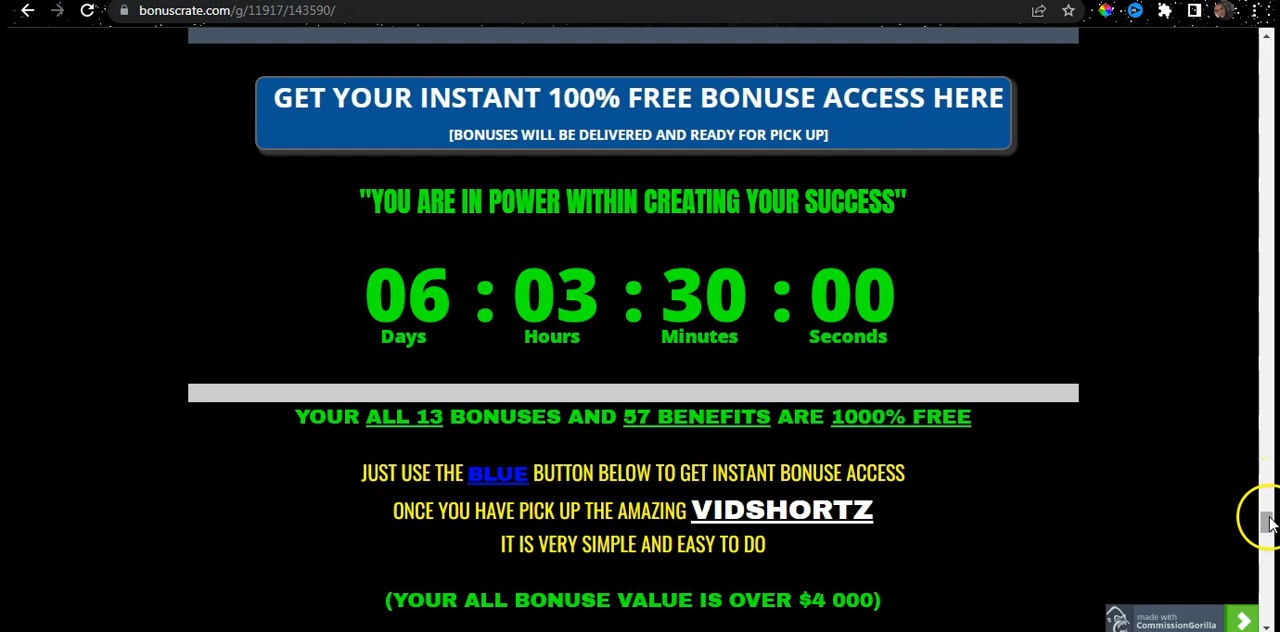 bonuscrate.com/g/11917/143590/
GET YOUR INSTANT 100% FREE BONUSE ACCESS HERE
[BONUSES WILL BE DELIVERED AND READY FOR PICK UP]
"YOU ARE IN POWER WITHIN CREATING YOUR SUCCESS"
06 : 03 : 30 : 00
Days Hours Minutes Seconds
YOUR ALL 13 BONUSES AND 57 BENEFITS ARE 1000% FREE
JUST USE THE BLUE BUTTON BELOW TO GET INSTANT BONUSE ACCESS
ONCE YOU HAVE PICK UP THE AMAZING VIDSHORTZ
IT IS VERY SIMPLE AND EASY TO DO
(YOUR ALL BONUSE VALUE IS OVER $4 000)
made with
CommissionGorilla